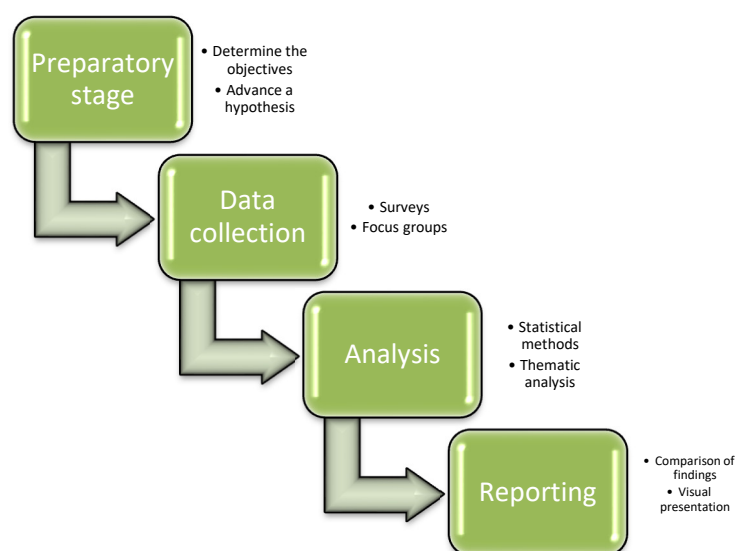 Preparatory
stage
• Determine the
objectives
• Advance a
hypothesis
Data
collection
• Surveys
• Focus groups
Analysis
• Statistical
methods
• Thematic
analysis
Reporting
• Comparison of
findings
• Visual
presentation